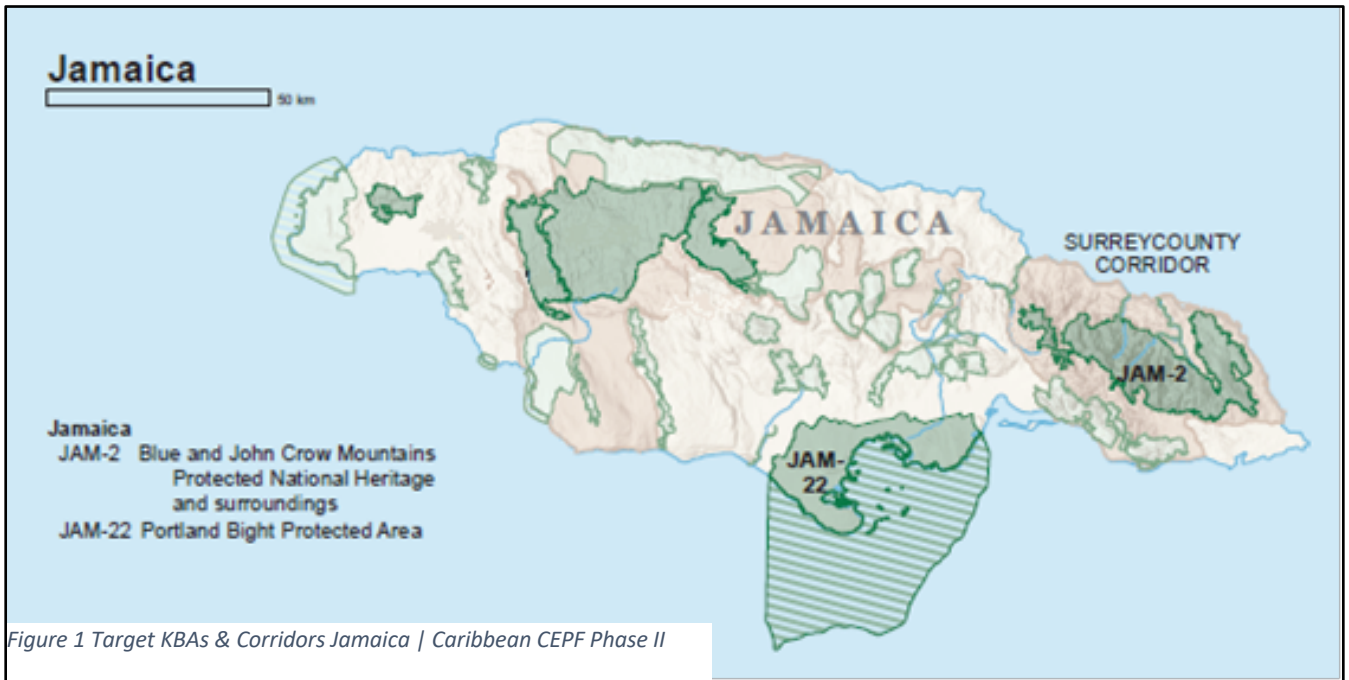 Jamaica
50 km
JAMAICA
SURREYCOUNTY
CORRIDOR
JAM-2
JAM-
22
Jamaica
JAM-2 Blue and John Crow Mountains
Protected National Heritage
and surroundings
JAM-22 Portland Bight Protected Area
Figure 1 Target KBAs & Corridors Jamaica | Caribbean CEPF Phase II